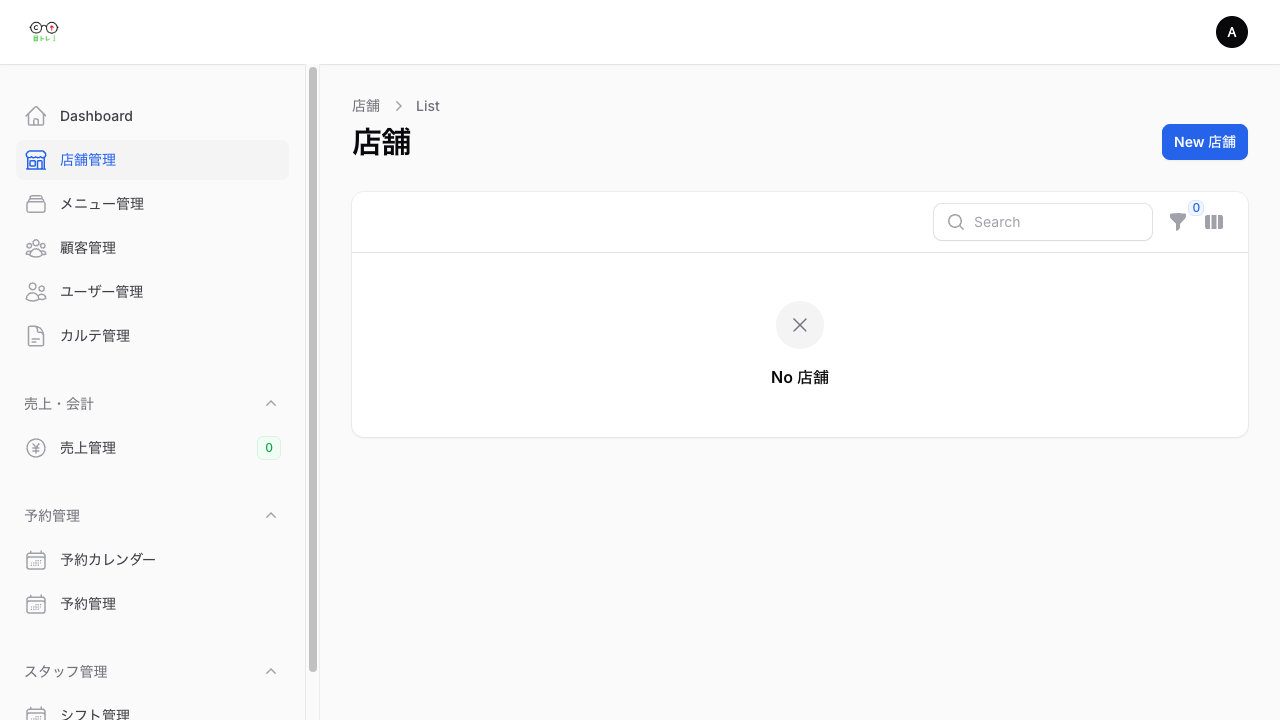 目トレ！
A
Dashboard
店舗管理
メニュー管理
顧客管理
ユーザー管理
カルテ管理
売上・会計
売上管理
0
予約管理
予約カレンダー
予約管理
スタッフ管理
シフト管理
店舗
List
店舗
New 店舗
Search
0
No 店舗